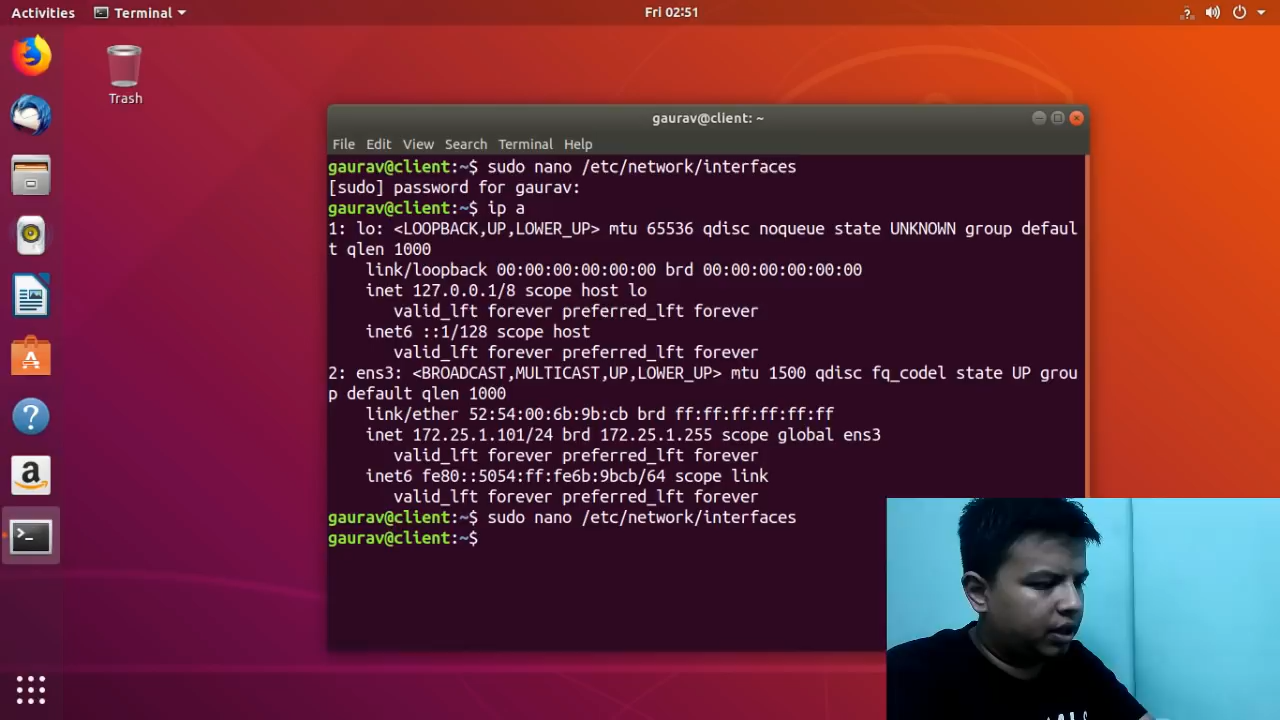 Activities Terminal Fri 02:51
Trash
gaurav@client: ~
File Edit View Search Terminal Help
gaurav@client:~$ sudo nano /etc/network/interfaces
[sudo] password for gaurav:
gaurav@client:~$ ip a
1: lo: <LOOPBACK,UP,LOWER_UP> mtu 65536 qdisc noqueue state UNKNOWN group defaul
t qlen 1000
link/loopback 00:00:00:00:00:00 brd 00:00:00:00:00:00
inet 127.0.0.1/8 scope host lo
valid_lft forever preferred_lft forever
inet6 ::1/128 scope host
valid_lft forever preferred_lft forever
2: ens3: <BROADCAST,MULTICAST,UP,LOWER_UP> mtu 1500 qdisc fq_codel state UP grou
p default qlen 1000
link/ether 52:54:00:6b:9b:cb brd ff:ff:ff:ff:ff:ff
inet 172.25.1.101/24 brd 172.25.1.255 scope global ens3
valid_lft forever preferred_lft forever
inet6 fe80::5054:ff:fe6b:9bcb/64 scope link
valid_lft forever preferred_lft forever
gaurav@client:~$ sudo nano /etc/network/interfaces
gaurav@client:~$